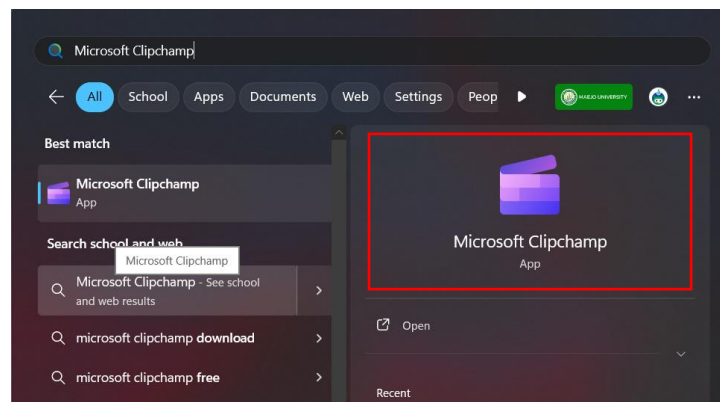 Microsoft Clipchamp
All School Apps Documents Web Settings Peop
MAEJO UNIVERSITY
Best match
Microsoft Clipchamp
App
Search school and web
Microsoft Clipchamp
Microsoft Clipchamp - See school
and web results
microsoft clipchamp download
microsoft clipchamp free
Microsoft Clipchamp
App
Open
Recent